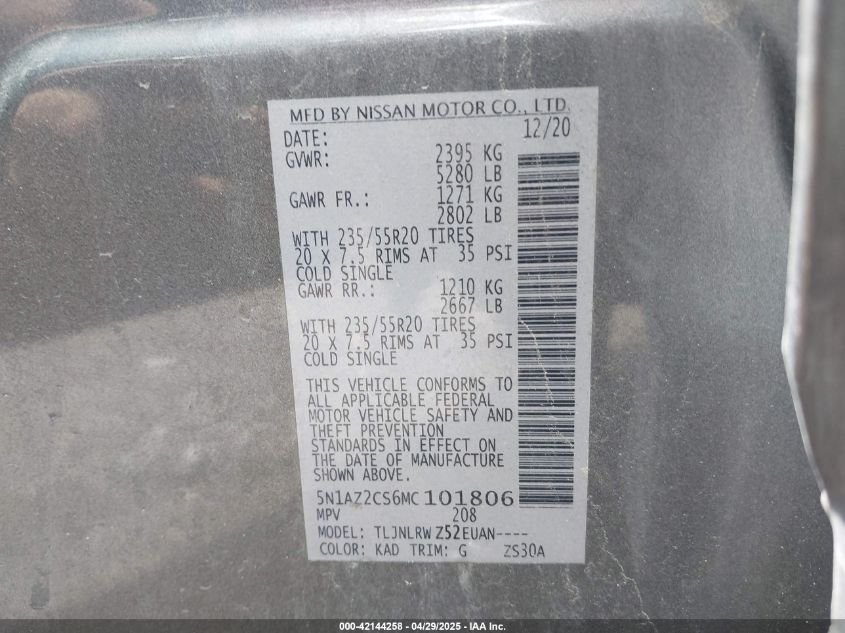 MFD BY NISSAN MOTOR CO., LTD.
DATE: 12/20
GVWR: 2395 KG
5280 LB
GAWR FR.: 1271 KG
2802 LB
WITH 235/55R20 TIRES
20 X 7.5 RIMS AT 35 PSI
COLD SINGLE
GAWR RR.: 1210 KG
2667 LB
WITH 235/55R20 TIRES
20 X 7.5 RIMS AT 35 PSI
COLD SINGLE
THIS VEHICLE CONFORMS TO
ALL APPLICABLE FEDERAL
MOTOR VEHICLE SAFETY AND
THEFT PREVENTION
STANDARDS IN EFFECT ON
THE DATE OF MANUFACTURE
SHOWN ABOVE.
5N1AZ2CS6MC101806
MPV 208
MODEL: TLJNLRW Z52EUAN----
COLOR: KAD TRIM: G ZS30A
000-42144258 - 04/29/2025 - IAA Inc.